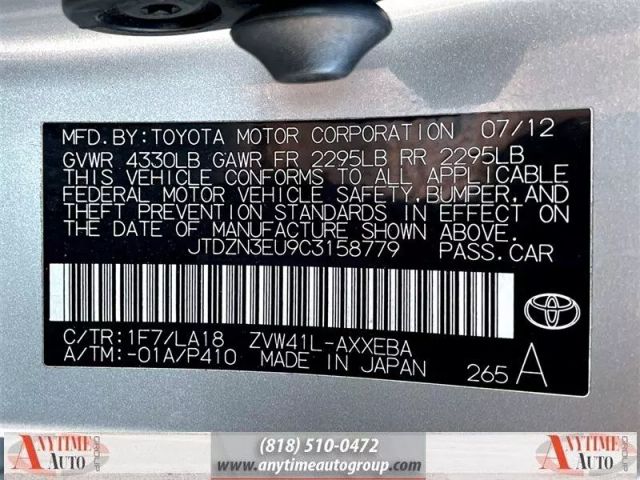 MFD.BY:TOYOTA MOTOR CORPORATION 07/12
GVWR 4330LB GAWR FR 2295LB RR 2295LB
THIS VEHICLE CONFORMS TO ALL APPLICABLE
FEDERAL MOTOR VEHICLE SAFETY,BUMPER,AND
THEFT PREVENTION STANDARDS IN EFFECT ON
THE DATE OF MANUFACTURE SHOWN ABOVE.
JTDZN3EU9C3158779 PASS.CAR
C/TR:1F7/LA18 ZVW41L-AXXEBA
A/TM:-01A/P410 MADE IN JAPAN 265 A
ANYTIME AUTO GROUP
(818) 510-0472
www.anytimeautogroup.com
ANYTIME AUTO GROUP